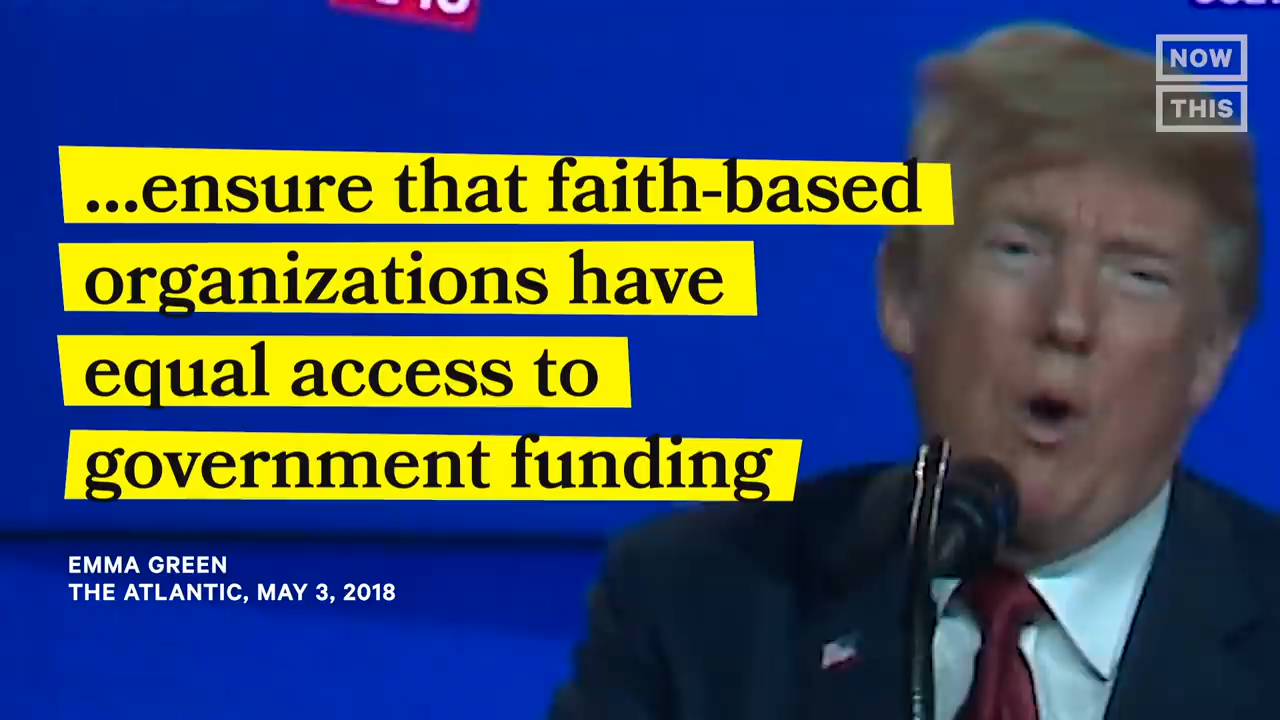 NOW
THIS
...ensure that faith-based
organizations have
equal access to
government funding
EMMA GREEN
THE ATLANTIC, MAY 3, 2018